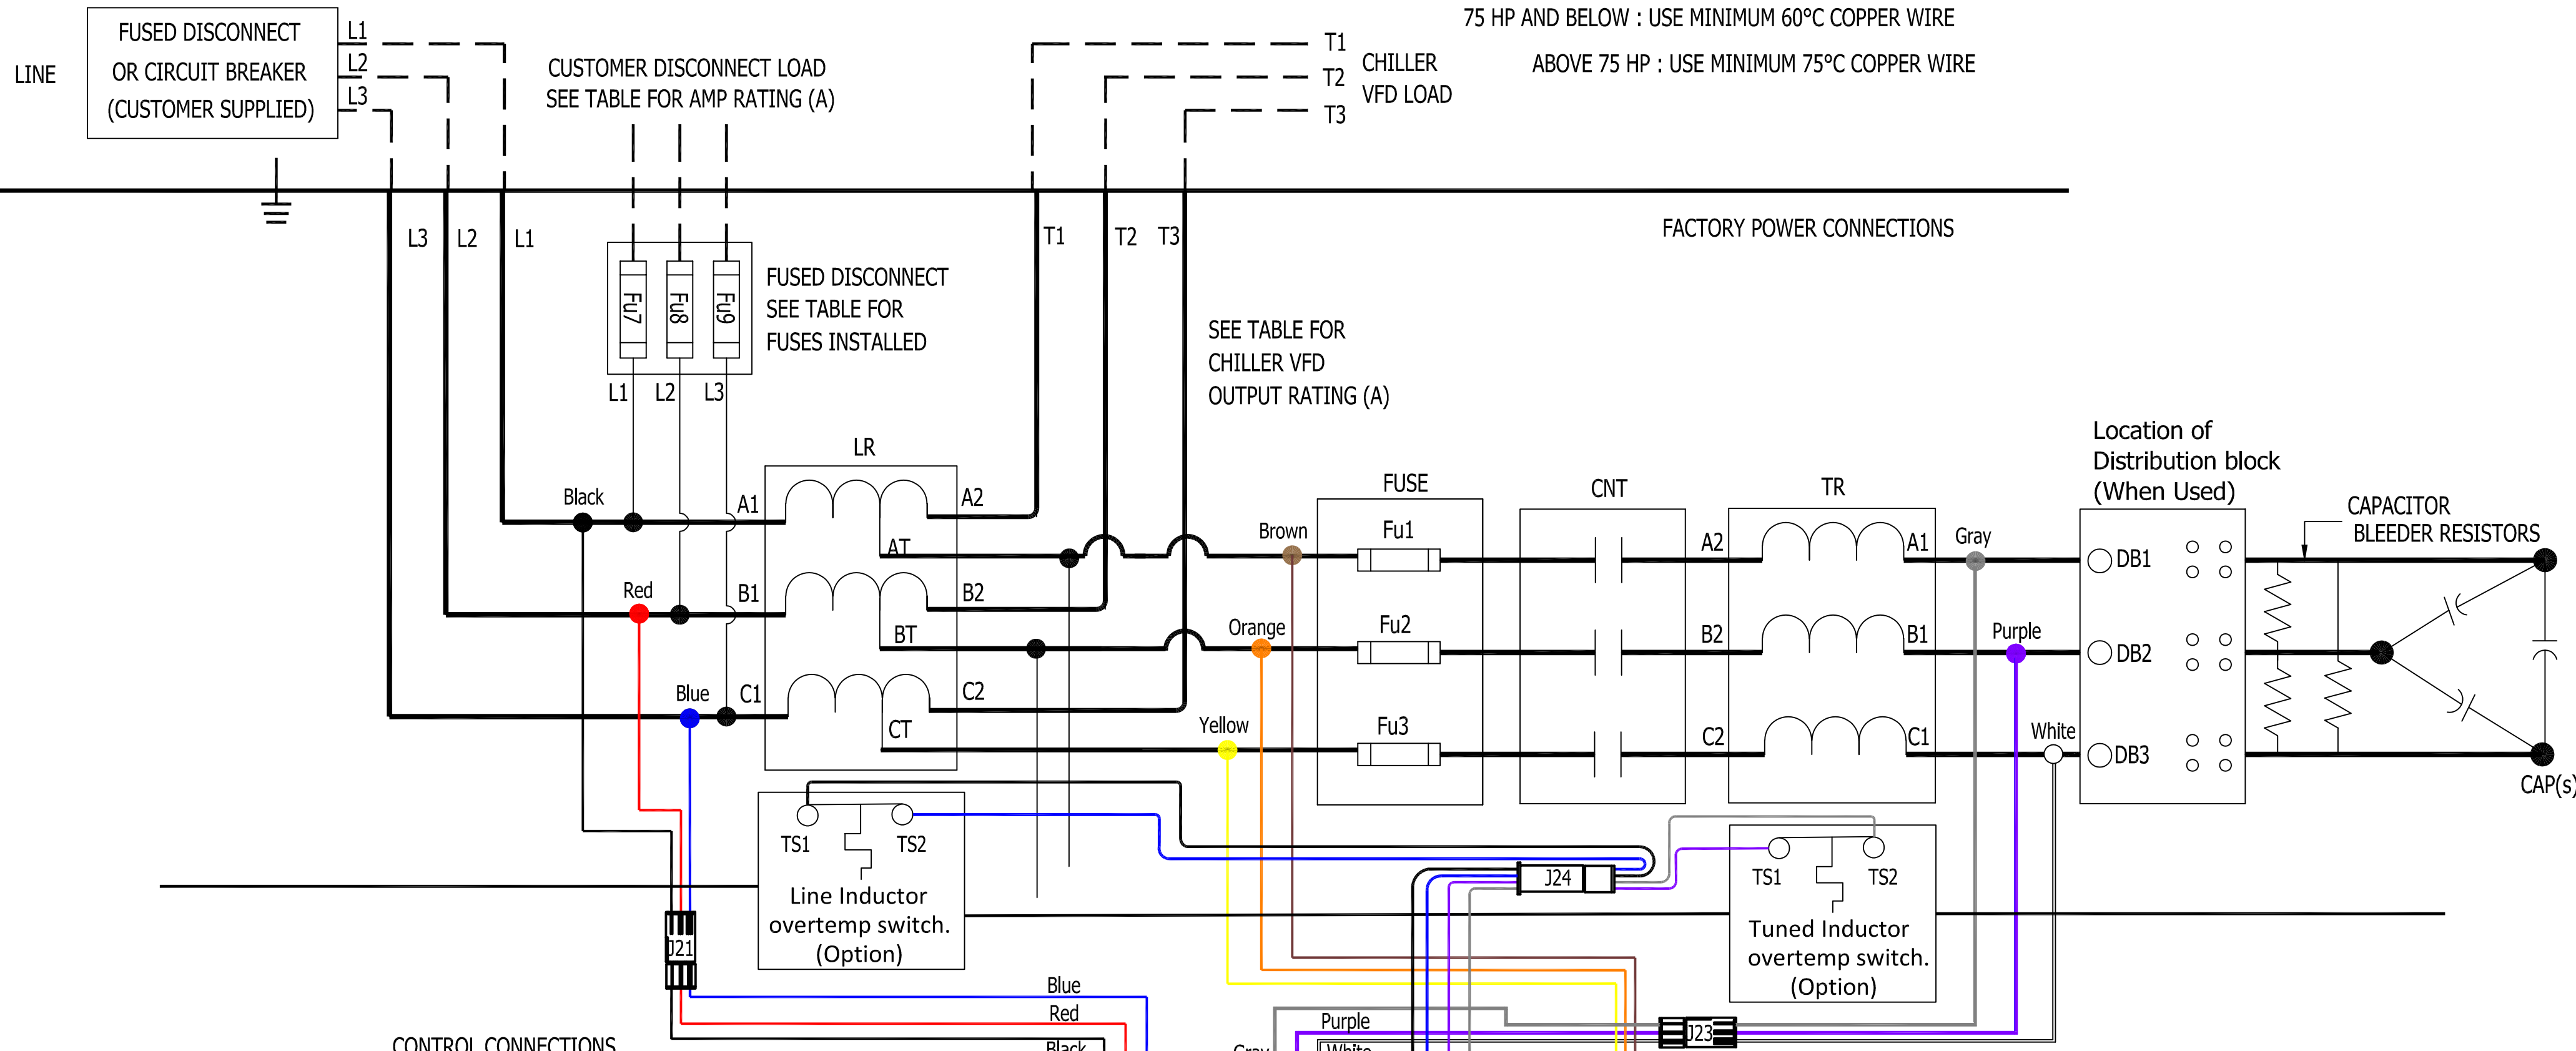 75 HP AND BELOW : USE MINIMUM 60°C COPPER WIRE
ABOVE 75 HP : USE MINIMUM 75°C COPPER WIRE
LINE
FUSED DISCONNECT
OR CIRCUIT BREAKER
(CUSTOMER SUPPLIED)
L1
L2
L3
CUSTOMER DISCONNECT LOAD
SEE TABLE FOR AMP RATING (A)
T1
T2
T3
CHILLER
VFD LOAD
L3
L2
L1
T1
T2
T3
FACTORY POWER CONNECTIONS
Fu7
Fu8
Fu9
FUSED DISCONNECT
SEE TABLE FOR
FUSES INSTALLED
L1
L2
L3
SEE TABLE FOR
CHILLER VFD
OUTPUT RATING (A)
LR
Black
A1
A2
AT
Red
B1
B2
BT
Blue
C1
C2
CT
Brown
Orange
Yellow
FUSE
Fu1
Fu2
Fu3
CNT
TR
A2
A1
B2
B1
C2
C1
Gray
Purple
White
Location of
Distribution block
(When Used)
DB1
DB2
DB3
CAPACITOR
BLEEDER RESISTORS
CAP(s)
TS1
TS2
Line Inductor
overtemp switch.
(Option)
J24
TS1
TS2
Tuned Inductor
overtemp switch.
(Option)
J21
Blue
Red
Black
Purple
J23
Gray
White
CONTROL CONNECTIONS